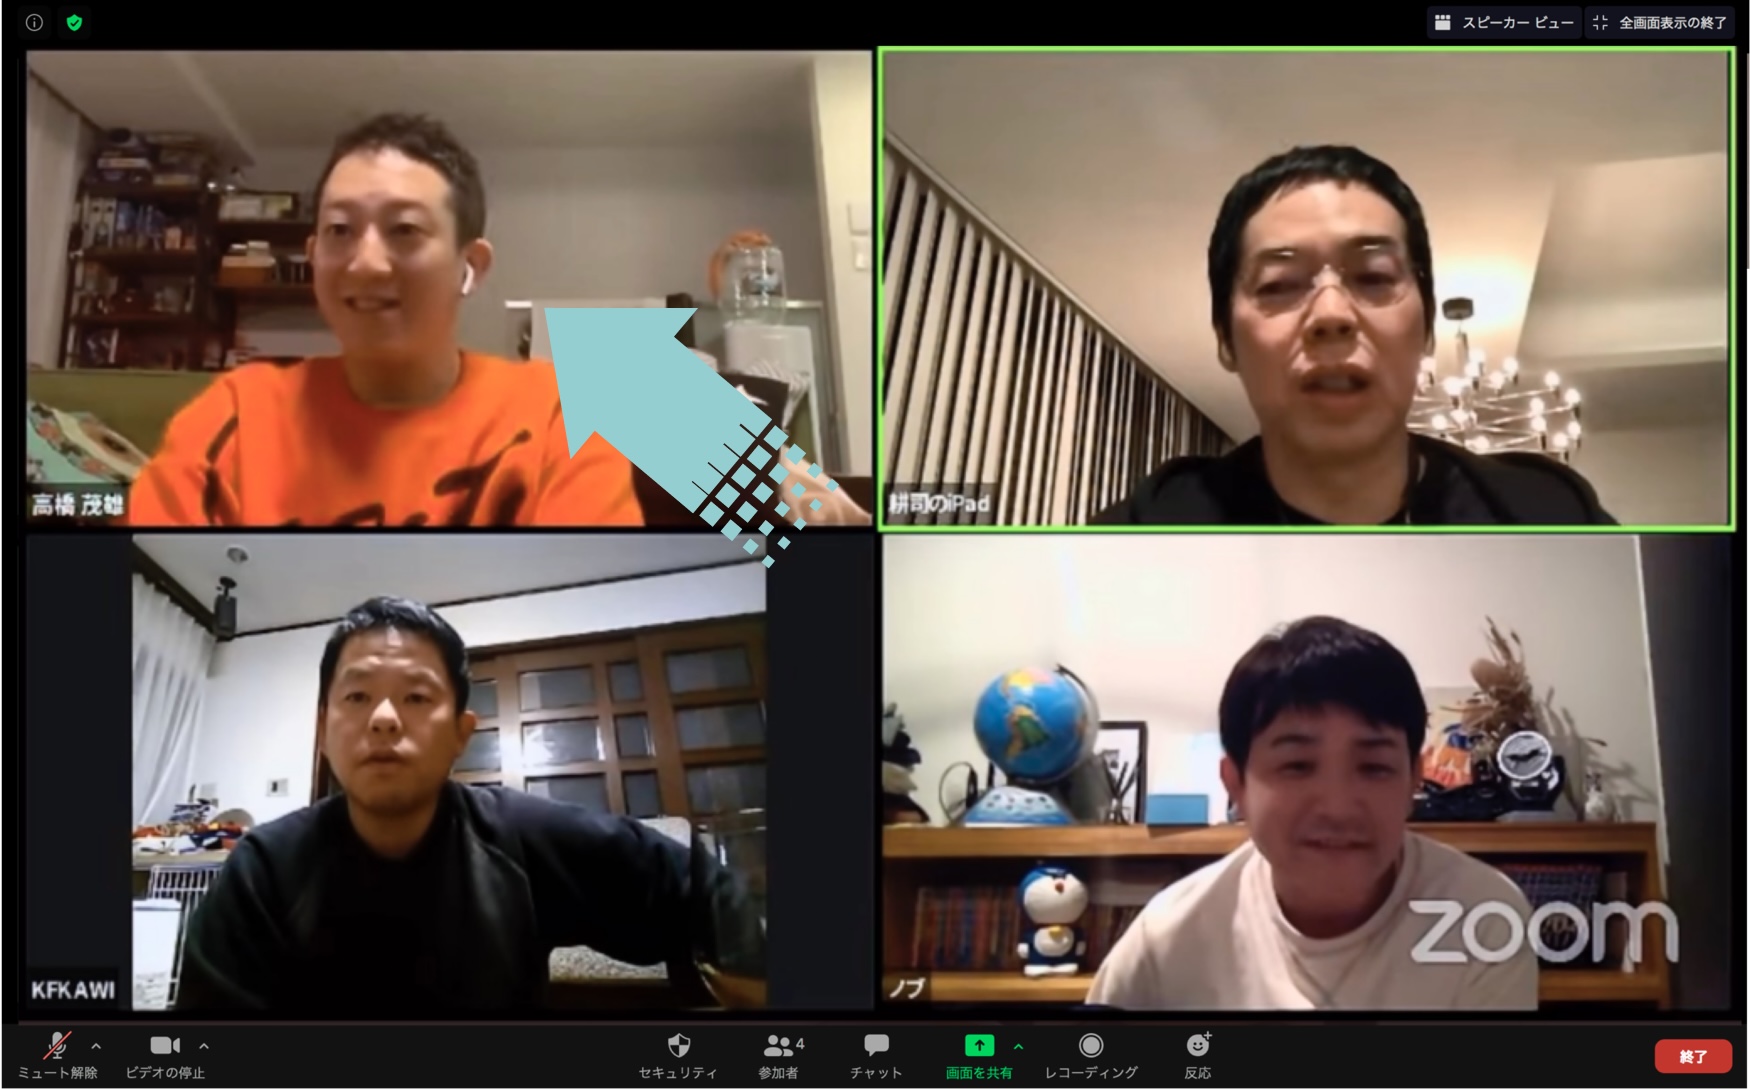 スピーカー ビュー
全画面表示の終了
高橋 茂雄
耕司のiPad
KFKAWI
ノブ
zoom
ミュート解除
ビデオの停止
セキュリティ
4
参加者
チャット
画面を共有
レコーディング
反応
終了